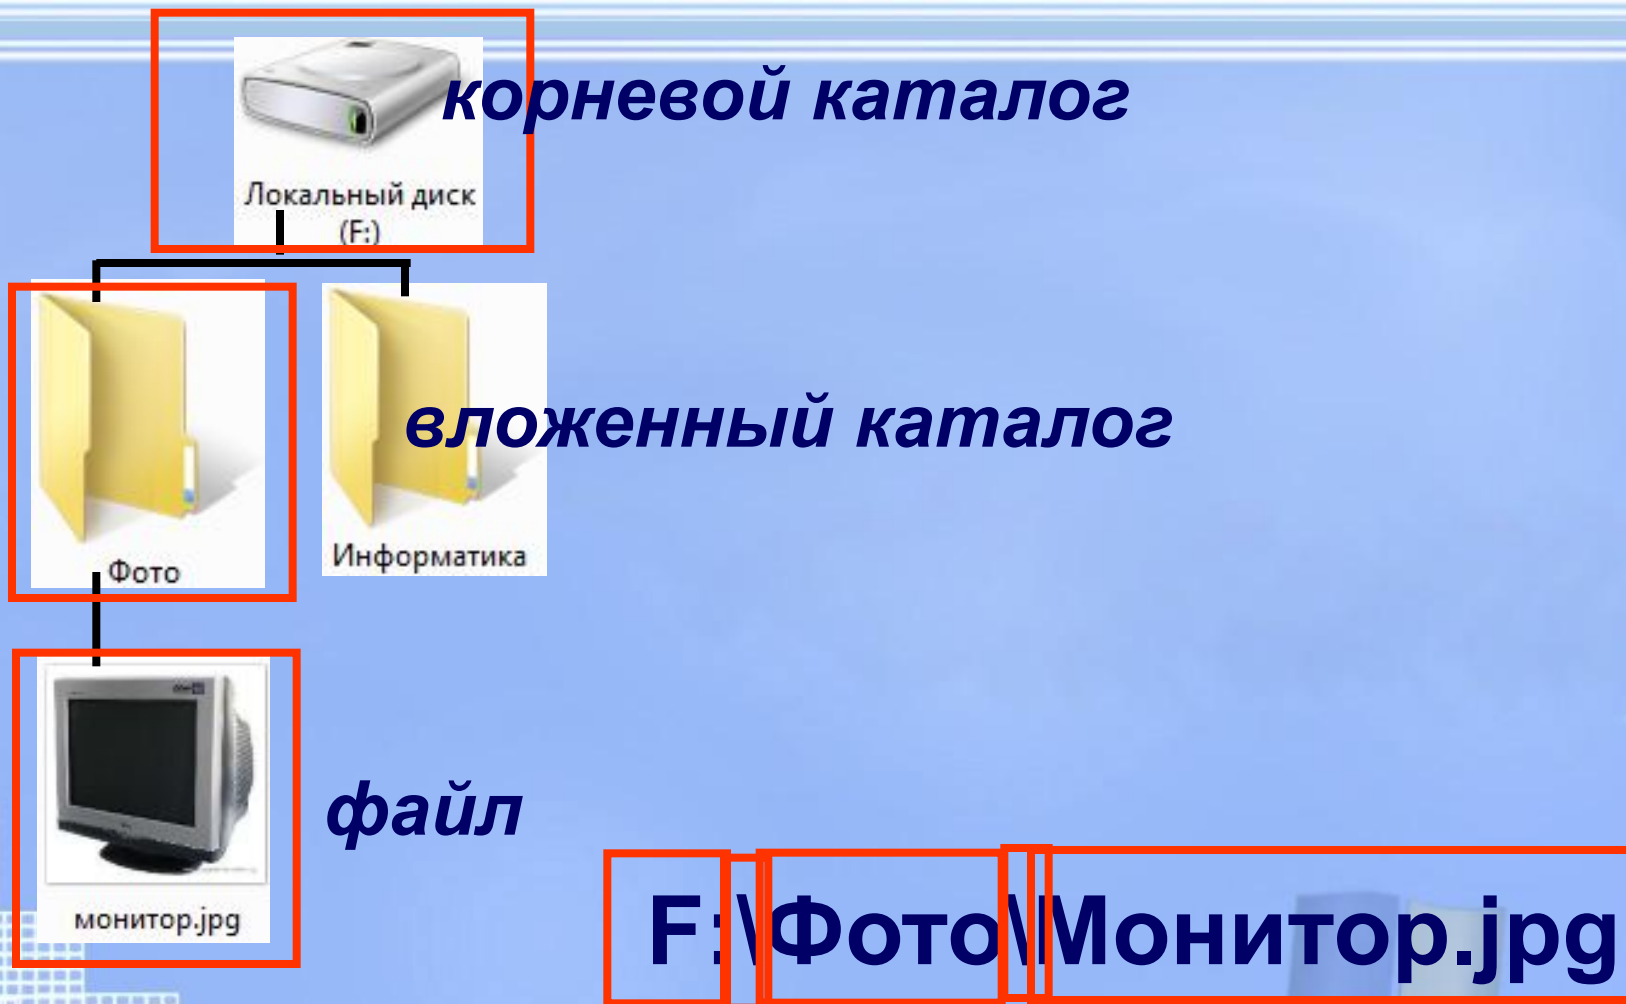 корневой каталог
Локальный диск
(F:)
вложенный каталог
Фото
Информатика
файл
монитор.jpg
F:\Фото\Монитор.jpg